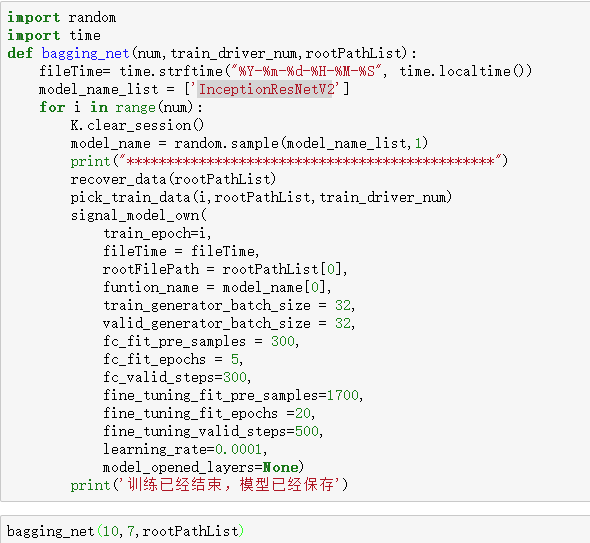 import random
import time
def bagging_net(num,train_driver_num,rootPathList):
    fileTime= time.strftime("%Y-%m-%d-%H-%M-%S", time.localtime())
    model_name_list = ['InceptionResNetV2']
    for i in range(num):
        K.clear_session()
        model_name = random.sample(model_name_list,1)
        print("**********************************************")
        recover_data(rootPathList)
        pick_train_data(i,rootPathList,train_driver_num)
        signal_model_own(
            train_epoch=i,
            fileTime = fileTime,
            rootFilePath = rootPathList[0],
            funtion_name = model_name[0],
            train_generator_batch_size = 32,
            valid_generator_batch_size = 32,
            fc_fit_pre_samples = 300,
            fc_fit_epochs = 5,
            fc_valid_steps=300,
            fine_tuning_fit_pre_samples=1700,
            fine_tuning_fit_epochs =20,
            fine_tuning_valid_steps=500,
            learning_rate=0.0001,
            model_opened_layers=None)
        print('训练已经结束，模型已经保存')
bagging_net(10,7,rootPathList)